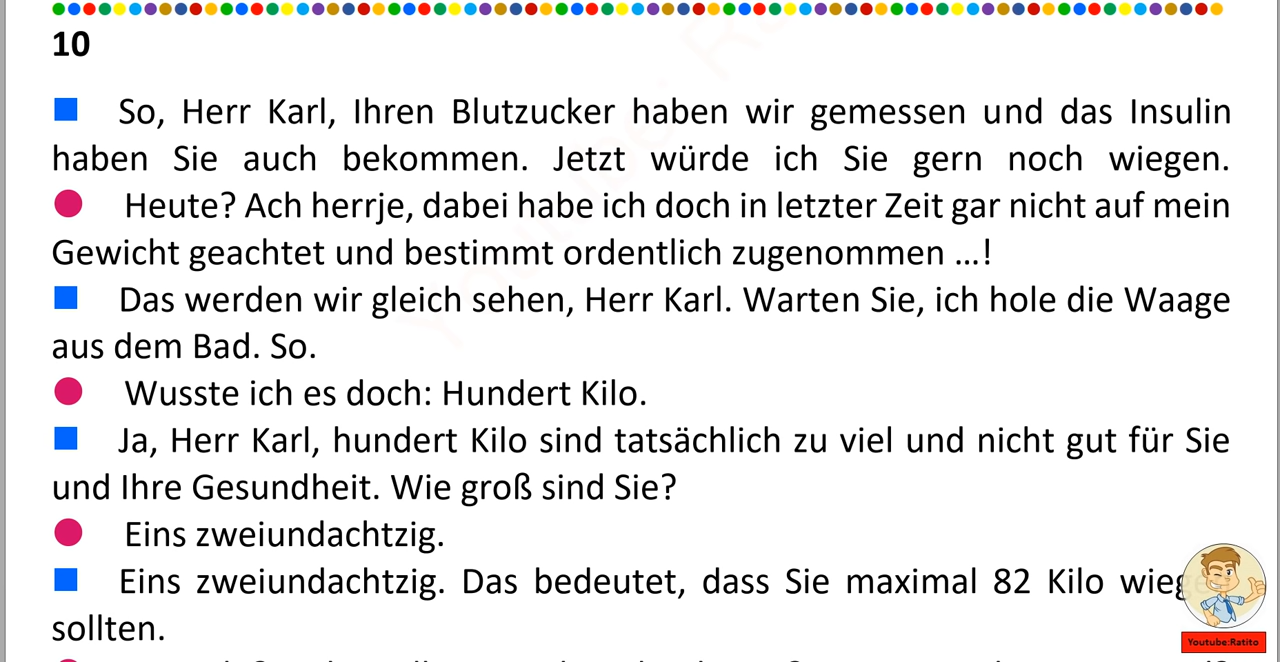 10
So, Herr Karl, Ihren Blutzucker haben wir gemessen und das Insulin
haben Sie auch bekommen. Jetzt würde ich Sie gern noch wiegen.
Heute? Ach herrje, dabei habe ich doch in letzter Zeit gar nicht auf mein
Gewicht geachtet und bestimmt ordentlich zugenommen …!
Das werden wir gleich sehen, Herr Karl. Warten Sie, ich hole die Waage
aus dem Bad. So.
Wusste ich es doch: Hundert Kilo.
Ja, Herr Karl, hundert Kilo sind tatsächlich zu viel und nicht gut für Sie
und Ihre Gesundheit. Wie groß sind Sie?
Eins zweiundachtzig.
Eins zweiundachtzig. Das bedeutet, dass Sie maximal 82 Kilo
sollten.
Youtube:Ratito